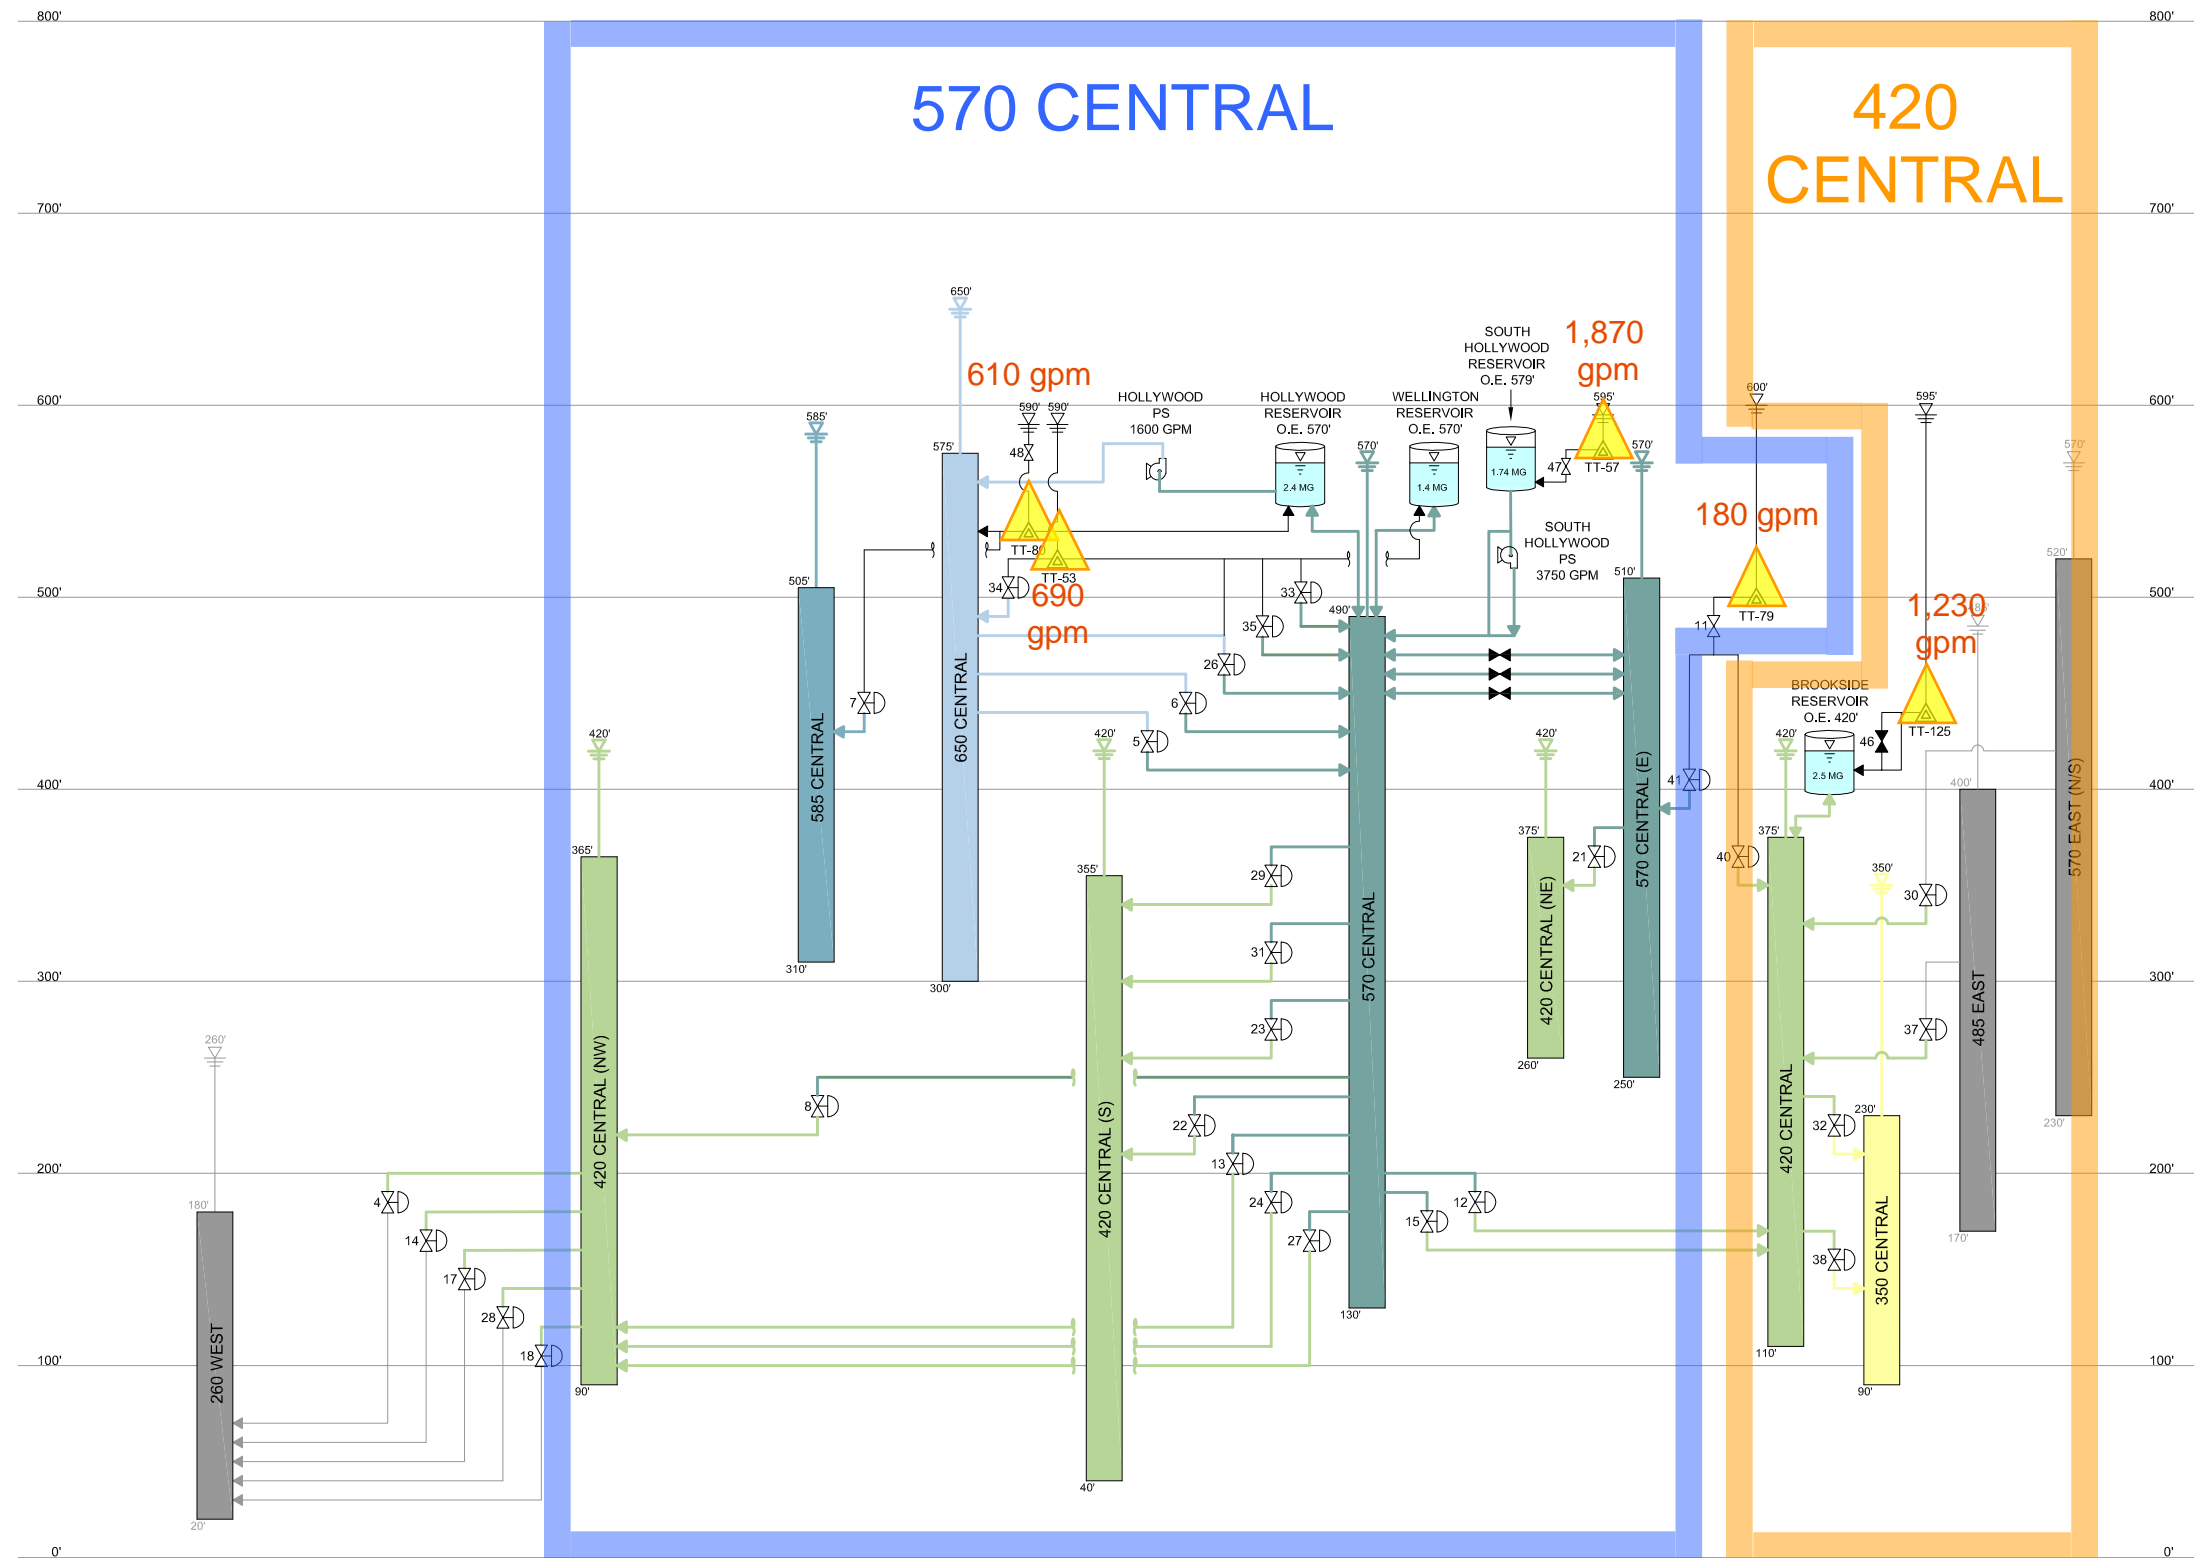 800'
800'
570 CENTRAL
420
CENTRAL
700'
700'
650'
SOUTH
HOLLYWOOD
RESERVOIR
O.E. 579'
1,870
gpm
610 gpm
600'
600'
600'
595'
595'
590'
590'
HOLLYWOOD
PS
1600 GPM
HOLLYWOOD
RESERVOIR
O.E. 570'
WELLINGTON
RESERVOIR
O.E. 570'
585'
575'
48
570'
570'
570'
47
TT-57
2.4 MG
1.4 MG
1.74 MG
180 gpm
SOUTH
HOLLYWOOD
PS
3750 GPM
TT-80
TT-53
690
gpm
505'
500'
500'
34
33
490'
510'
520'
TT-79
1,230
gpm
485'
11
35
26
7
6
5
BROOKSIDE
RESERVOIR
O.E. 420'
TT-125
46
2.5 MG
420'
420'
420'
420'
585 CENTRAL
650 CENTRAL
570 CENTRAL (E)
570 EAST (N/S)
400'
400'
400'
41
375'
375'
365'
355'
350'
21
40
29
30
31
23
37
420 CENTRAL (NE)
570 CENTRAL
485 EAST
310'
300'
300'
300'
260'
260'
250'
230'
230'
8
22
13
24
27
12
15
32
38
420 CENTRAL (NW)
420 CENTRAL (S)
420 CENTRAL
350 CENTRAL
200'
200'
180'
170'
4
14
17
28
18
130'
110'
100'
100'
90'
90'
260 WEST
40'
20'
0'
0'